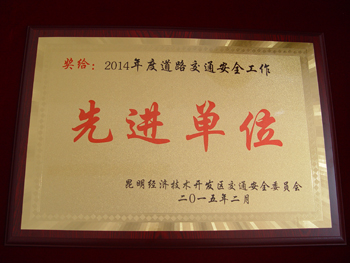 奖给：2014年度道路交通安全工作
先进单位
昆明经济技术开发区交通安全委员会
二〇一五年二月